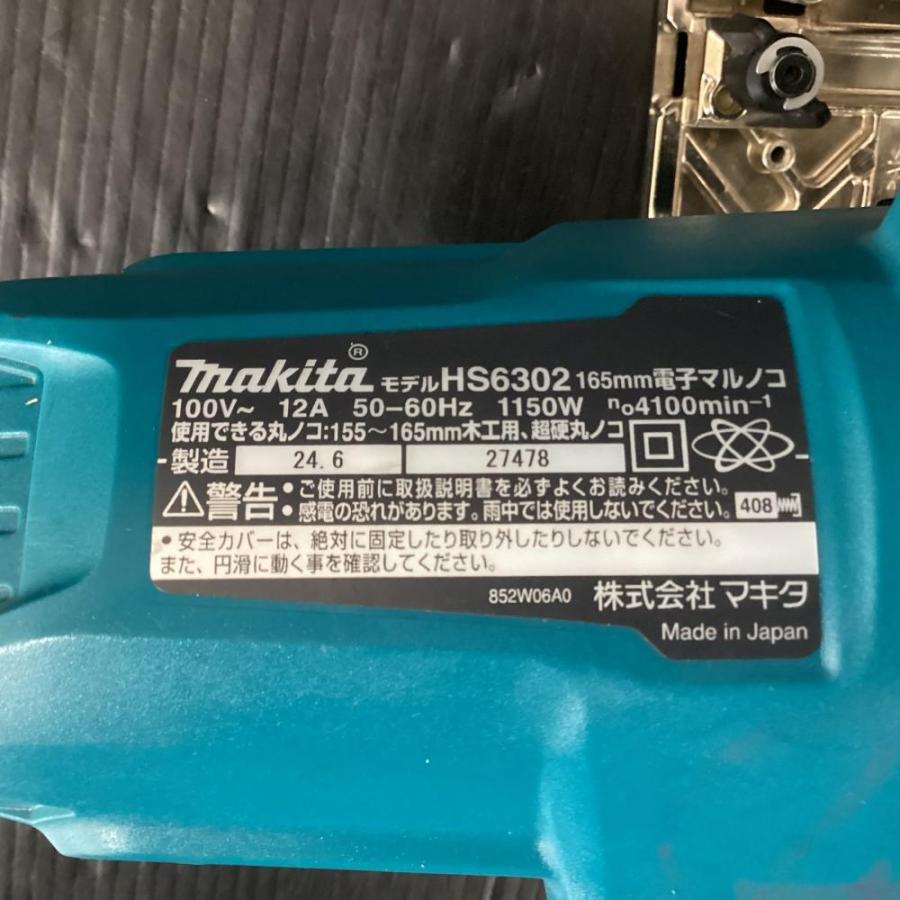 makita® モデルHS6302 165mm電子マルノコ
100V~ 12A 50-60Hz 1150W no4100min-1
使用できる丸ノコ:155~165mm木工用、超硬丸ノコ
製造 24.6 27478
警告 ・ご使用前に取扱説明書を必ずよくお読みください。
・感電の恐れがあります。雨中では使用しないでください。 408
・安全カバーは、絶対に固定したり取り外したりしないでください。
また、円滑に動く事を確認してください。
852W06A0 株式会社 マキタ
Made in Japan